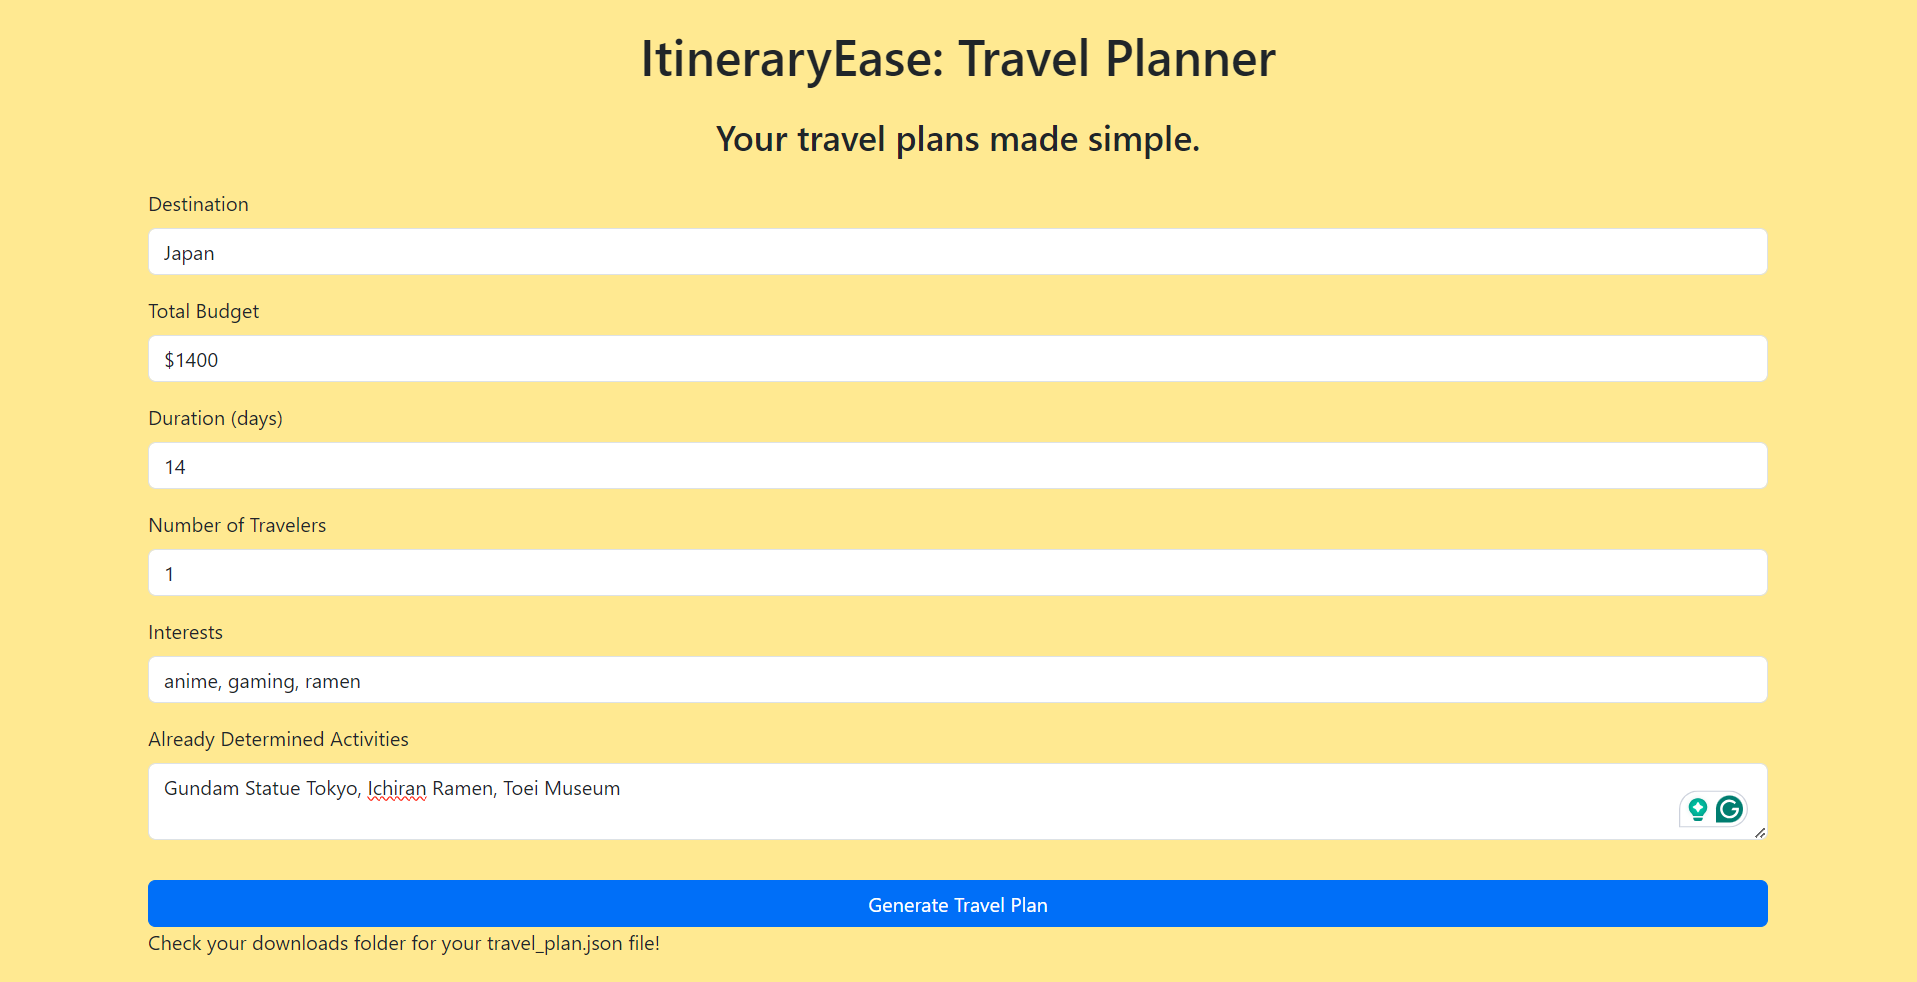 ItineraryEase: Travel Planner
Your travel plans made simple.
Destination
Japan
Total Budget
$1400
Duration (days)
14
Number of Travelers
1
Interests
anime, gaming, ramen
Already Determined Activities
Gundam Statue Tokyo, Ichiran Ramen, Toei Museum
Generate Travel Plan
Check your downloads folder for your travel_plan.json file!